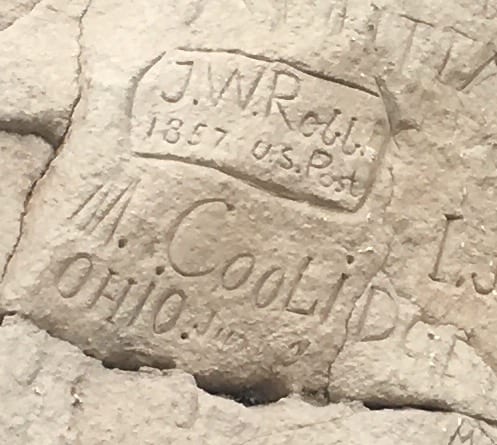 J.W. Robb.
1857. U.S. Post
M. COOLIDGE
I.
OHIO.